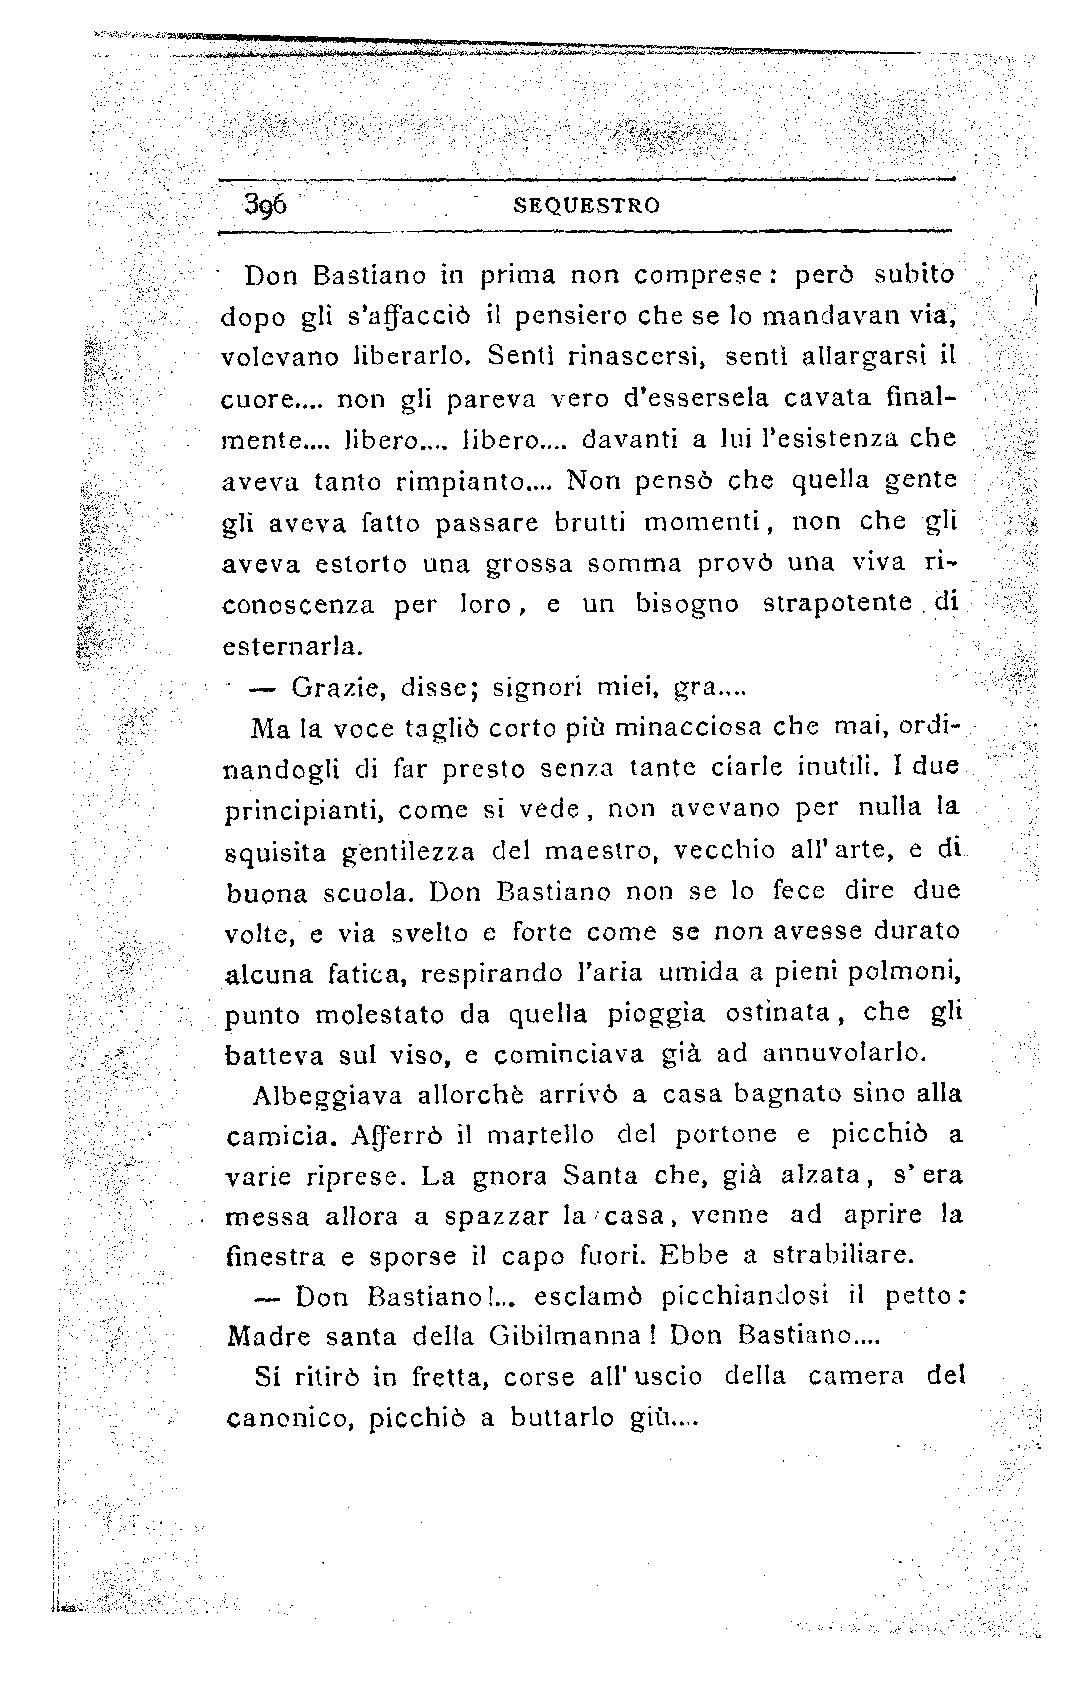 396 SEQUESTRO
Don Bastiano in prima non comprese: però subito
dopo gli s'affacciò il pensiero che se lo mandavan via,
volevano liberarlo. Sentì rinascersi, sentì allargarsi il
cuore.... non gli pareva vero d'essersela cavata final-
mente.... libero.... libero.... davanti a lui l'esistenza che
aveva tanto rimpianto.... Non pensò che quella gente
gli aveva fatto passare brutti momenti, non che gli
aveva estorto una grossa somma provò una viva ri-
conoscenza per loro, e un bisogno strapotente di
esternarla.
— Grazie, disse; signori miei, gra....
Ma la voce tagliò corto più minacciosa che mai, ordi-
nandogli di far presto senza tante ciarle inutili. I due
principianti, come si vede, non avevano per nulla la
squisita gentilezza del maestro, vecchio all'arte, e di
buona scuola. Don Bastiano non se lo fece dire due
volte, e via svelto e forte come se non avesse durato
alcuna fatica, respirando l'aria umida a pieni polmoni,
punto molestato da quella pioggia ostinata, che gli
batteva sul viso, e cominciava già ad annuvolarlo.
Albeggiava allorchè arrivò a casa bagnato sino alla
camicia. Afferrò il martello del portone e picchiò a
varie riprese. La gnora Santa che, già alzata, s'era
messa allora a spazzar la casa, venne ad aprire la
finestra e sporse il capo fuori. Ebbe a strabiliare.
— Don Bastiano!... esclamò picchiandosi il petto:
Madre santa della Gibilmanna! Don Bastiano....
Si ritirò in fretta, corse all'uscio della camera del
canonico, picchiò a buttarlo giù....